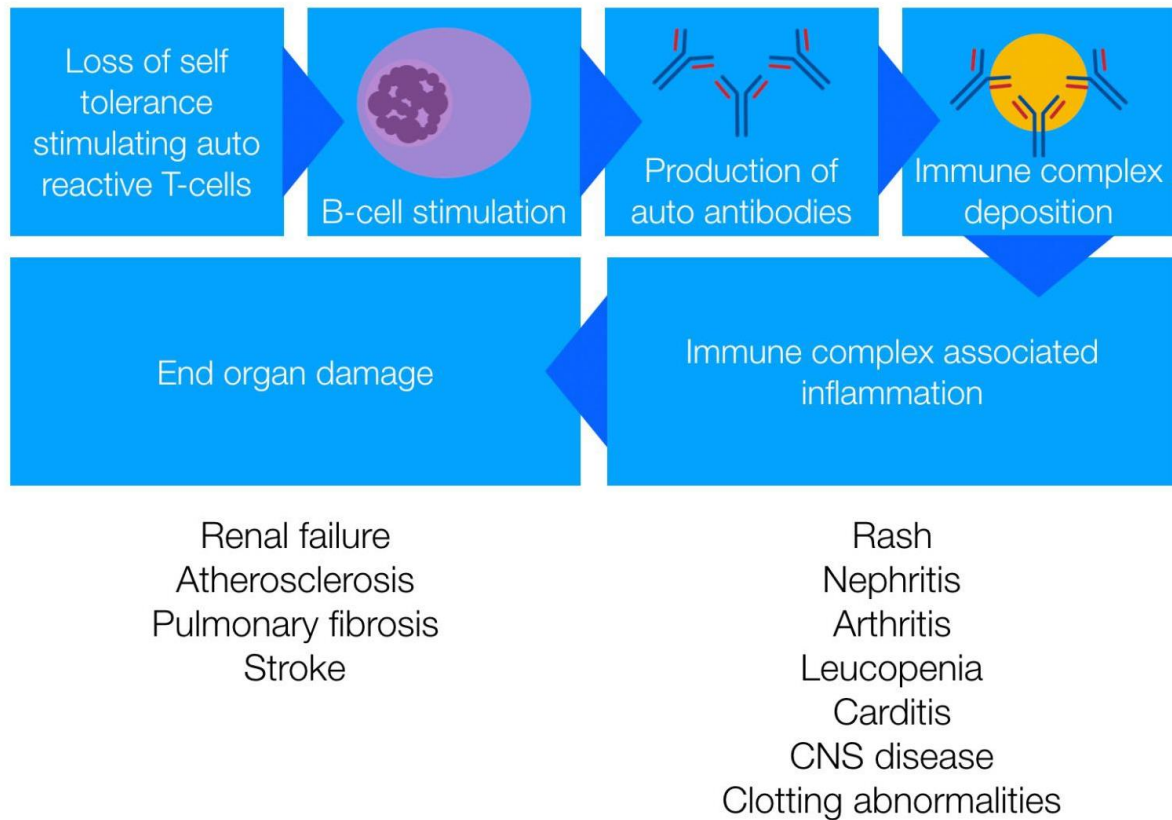 Loss of self
tolerance
stimulating auto
reactive T-cells
B-cell stimulation
Production of
auto antibodies
Immune complex
deposition
End organ damage
Immune complex associated
inflammation
Renal failure
Atherosclerosis
Pulmonary fibrosis
Stroke
Rash
Nephritis
Arthritis
Leucopenia
Carditis
CNS disease
Clotting abnormalities